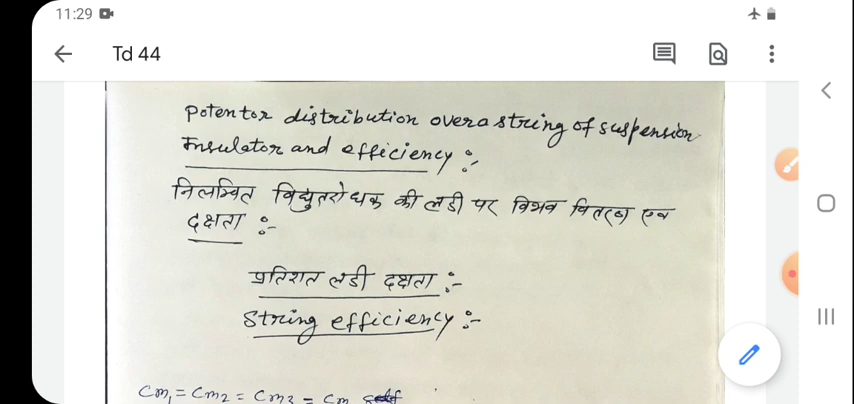 11:29
Td 44
Potentor distribution over a string of suspension
Insulator and efficiency :-
निलम्बित विद्युतरोधक की लडी पर विभव वितरण एवं
दक्षता :-
प्रतिशत लडी दक्षता :-
String efficiency :-
Cm₁ = Cm₂ = Cm₃ = Cm